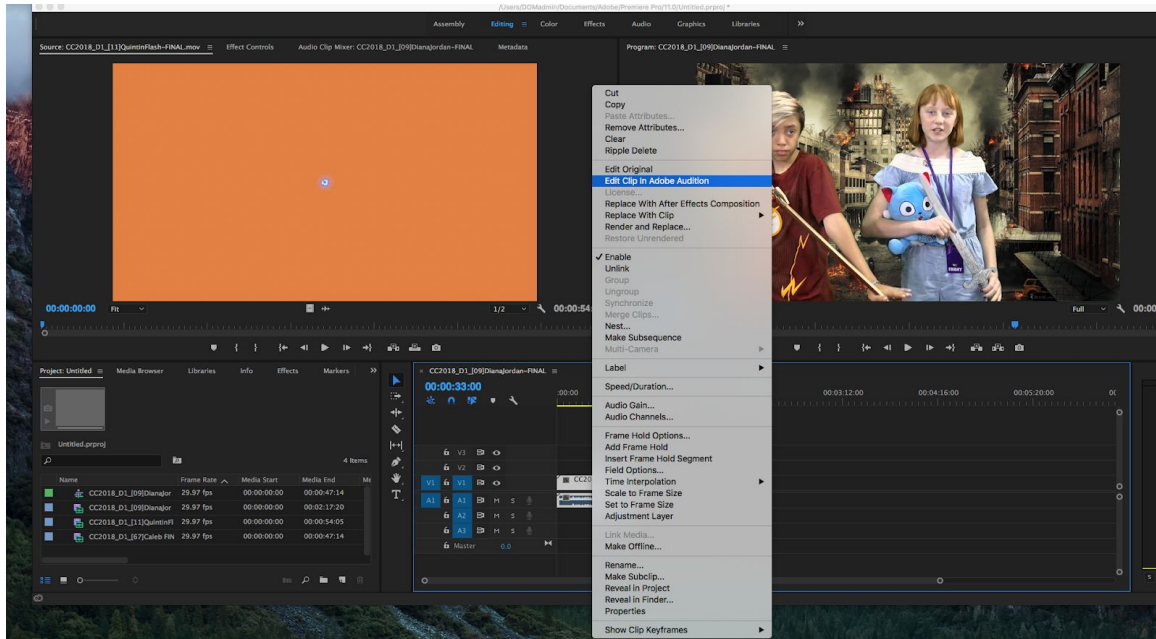 /Users/DOMadmin/Documents/Adobe/Premiere Pro/11.0/Untitled.prproj *
Assembly Editing Color Effects Audio Graphics Libraries >>
Source: CC2018_D1_[11]QuintinFlash-FINAL.mov Effect Controls Audio Clip Mixer: CC2018_D1_[09]DianaJordan-FINAL Metadata
Program: CC2018_D1_[09]DianaJordan-FINAL
00:00:00:00 Fit 1/2 00:00:54:
Full 00:00
Cut
Copy
Paste Attributes...
Remove Attributes...
Clear
Ripple Delete
Edit Original
Edit Clip In Adobe Audition
License...
Replace With After Effects Composition
Replace With Clip
Render and Replace...
Restore Unrendered
✓ Enable
Unlink
Group
Ungroup
Synchronize
Merge Clips...
Nest...
Make Subsequence
Multi-Camera
Label
Speed/Duration...
Audio Gain...
Audio Channels...
Frame Hold Options...
Add Frame Hold
Insert Frame Hold Segment
Field Options...
Time Interpolation
Scale to Frame Size
Set to Frame Size
Adjustment Layer
Link Media...
Make Offline...
Rename...
Make Subclip...
Reveal in Project
Reveal in Finder...
Properties
Show Clip Keyframes
Project: Untitled Media Browser Libraries Info Effects Markers >>
Untitled.prproj
4 Items
Name Frame Rate Media Start Media End Me
CC2018_D1_[09]DianaJor 29.97 fps 00:00:00:00 00:00:47:14
CC2018_D1_[09]DianaJor 29.97 fps 00:00:00:00 00:02:17:20
CC2018_D1_[11]QuintinFl 29.97 fps 00:00:00:00 00:00:54:05
CC2018_D1_[67]Caleb FIN 29.97 fps 00:00:00:00 00:00:47:14
T
× CC2018_D1_[09]DianaJordan-FINAL
00:00:33:00
:00:00 00:03:12:00 00:04:16:00 00:05:20:00 00
V3
V2
V1 V1 CC20
A1 A1 M S
A2 M S
A3 M S
Master 0.0
S